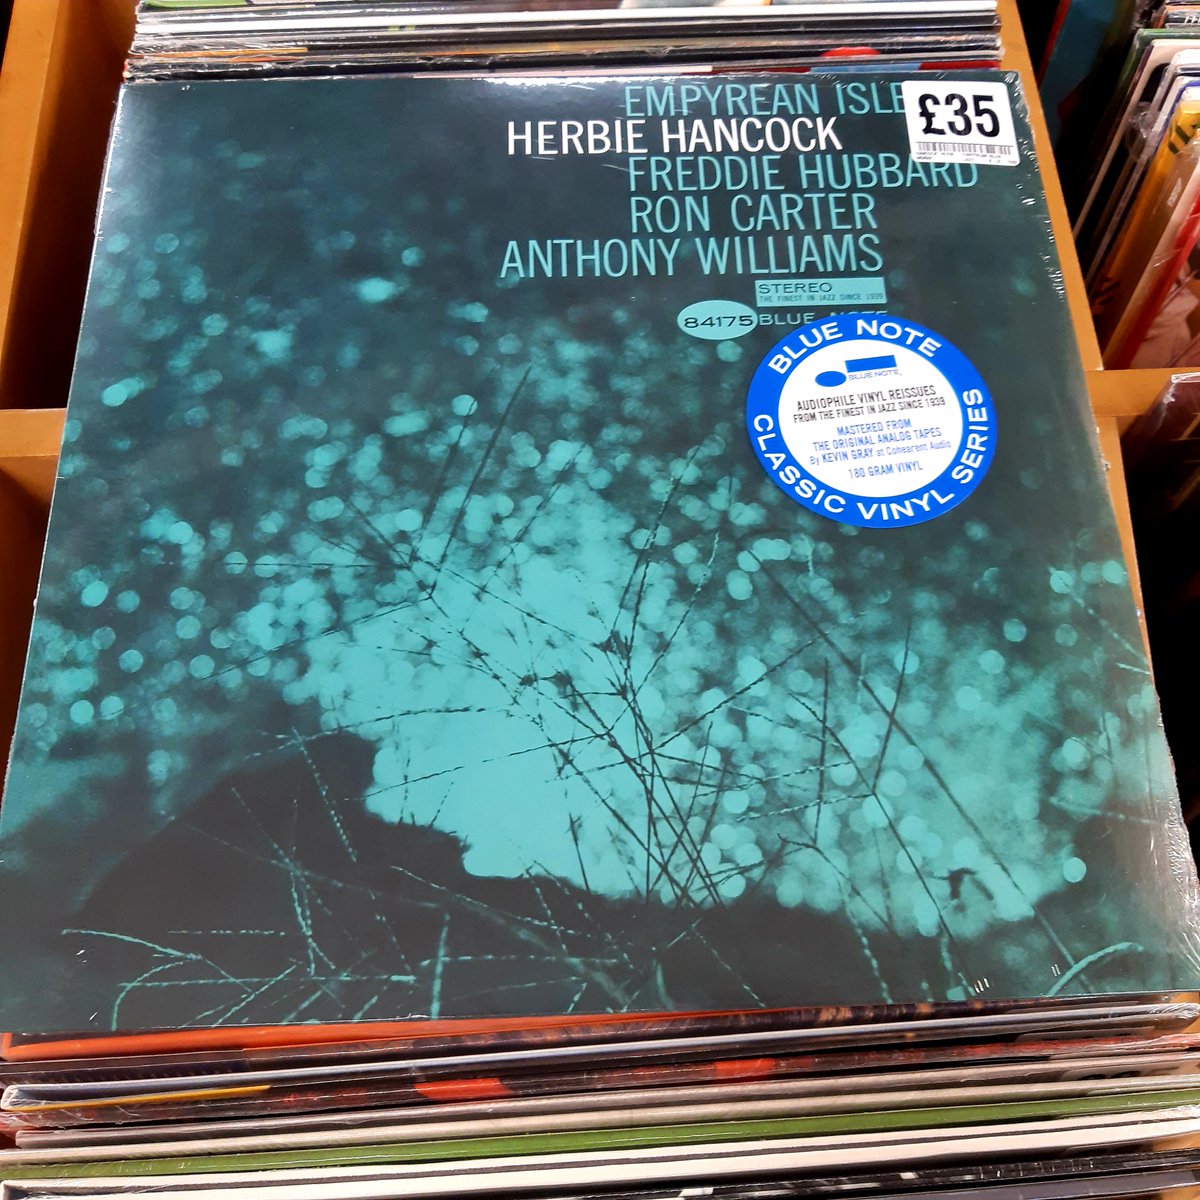 EMPYREAN ISLE
£35
HERBIE HANCOCK
FREDDIE HUBBARD
RON CARTER
ANTHONY WILLIAMS
STEREO
THE FINEST IN JAZZ SINCE 1939
84175 BLUE NOTE
BLUE NOTE
BLUE NOTE
AUDIOPHILE VINYL REISSUES
FROM THE FINEST IN JAZZ SINCE 1939
MASTERED FROM
THE ORIGINAL ANALOG TAPES
By KEVIN GRAY at Cohearent Audio
180 GRAM VINYL
CLASSIC VINYL SERIES